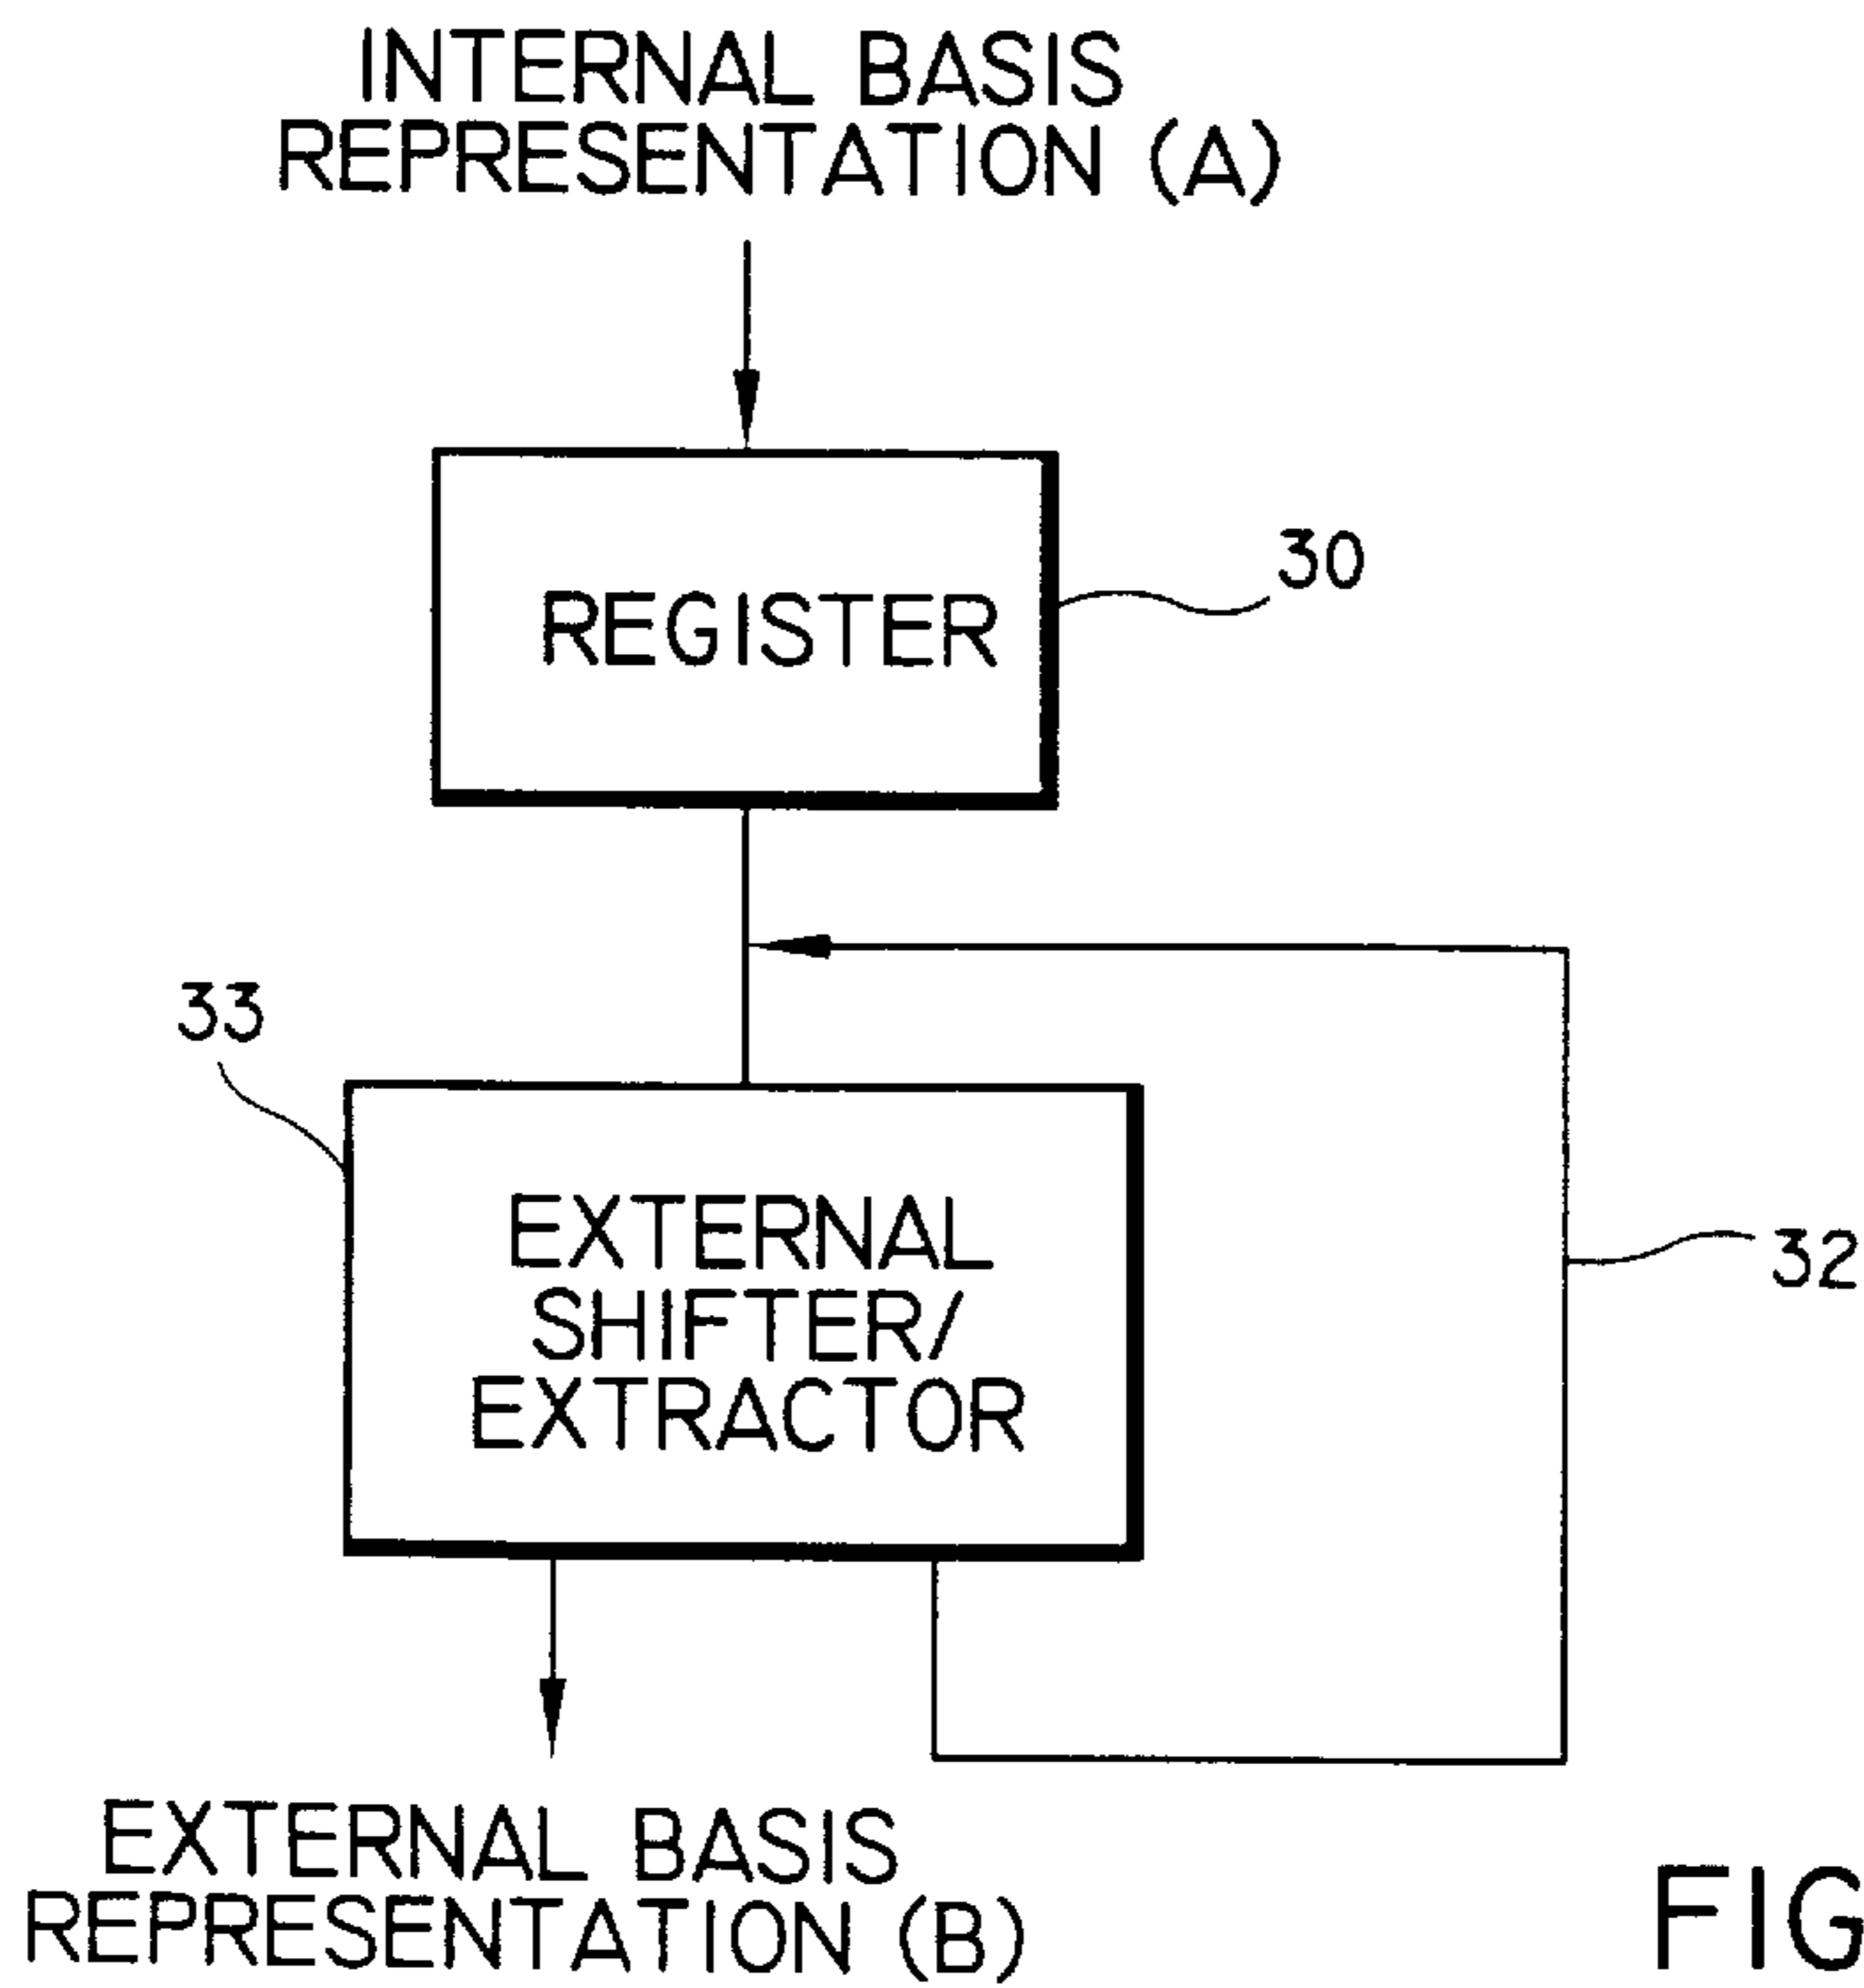 INTERNAL BASIS
REPRESENTATION (A)
REGISTER
30
33
EXTERNAL
SHIFTER/
EXTRACTOR
32
EXTERNAL BASIS
REPRESENTATION (B)
FIG